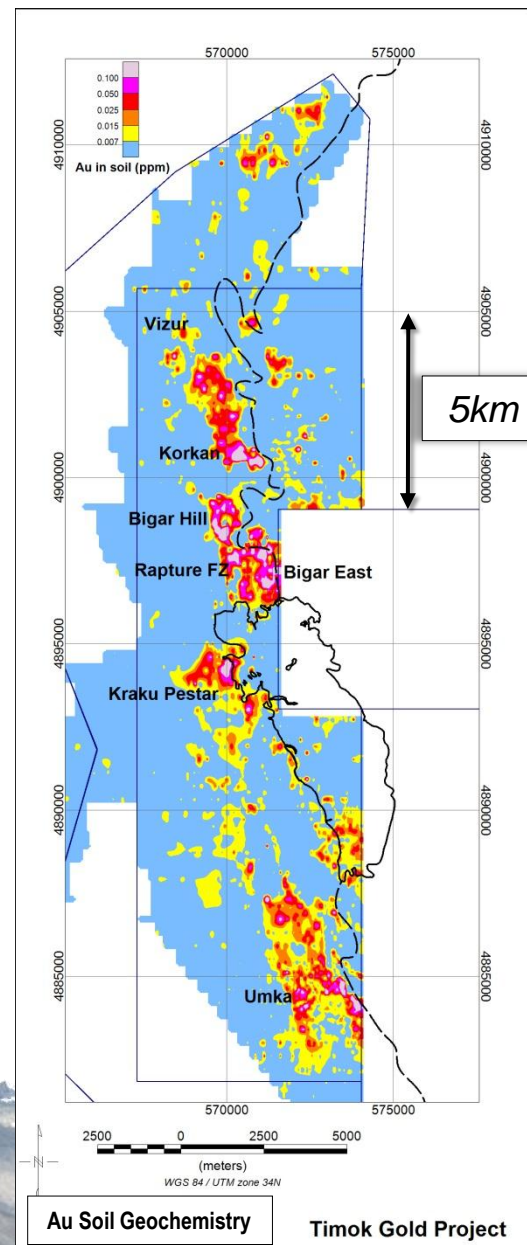 570000
575000
0.100
0.050
0.025
0.015
0.007
Au in soil (ppm)
4910000
4910000
4905000
4905000
Vizur
5km
Korkan
4900000
4900000
Bigar Hill
Rapture FZ
Bigar East
4895000
4895000
Kraku Pestar
4890000
4890000
4885000
4885000
Umka
570000
575000
2500
0
2500
5000
(meters)
WGS 84 / UTM zone 34N
N
Au Soil Geochemistry
Timok Gold Project